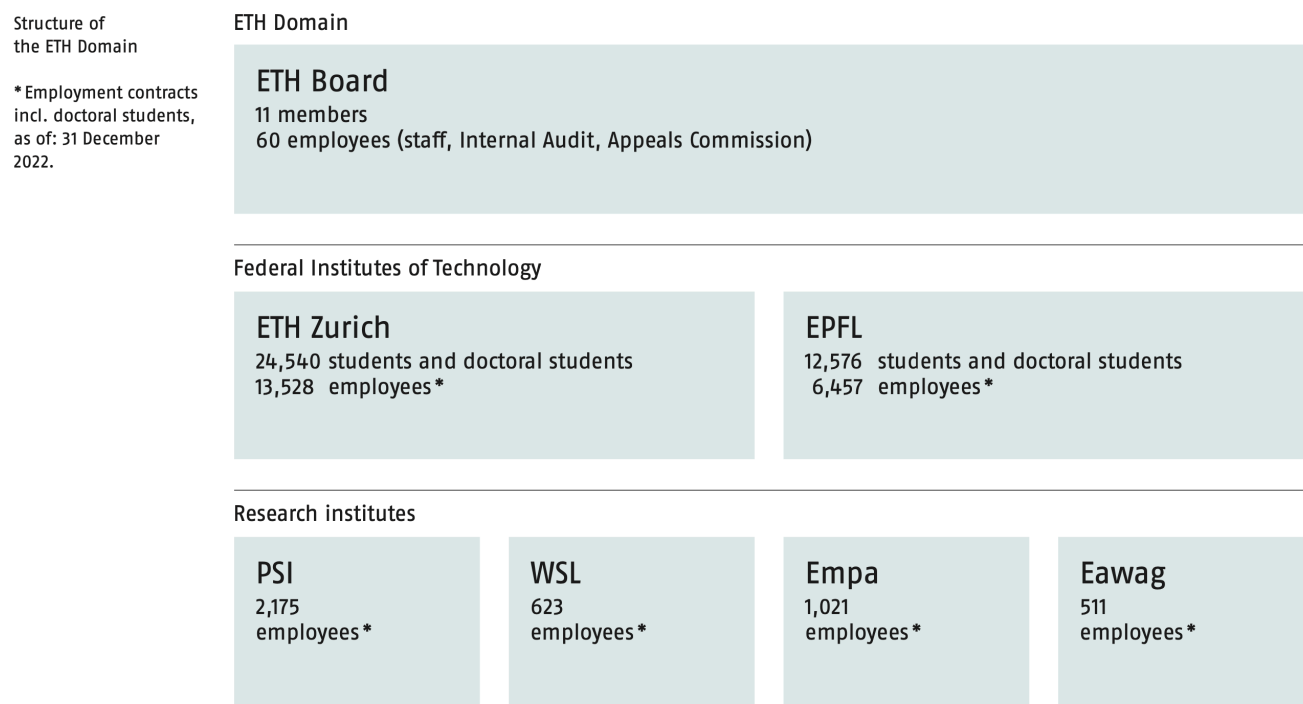 Structure of
the ETH Domain
* Employment contracts
incl. doctoral students,
as of: 31 December
2022.
ETH Domain
ETH Board
11 members
60 employees (staff, Internal Audit, Appeals Commission)
Federal Institutes of Technology
ETH Zurich
24,540 students and doctoral students
13,528 employees*
EPFL
12,576 students and doctoral students
6,457 employees*
Research institutes
PSI
2,175
employees*
WSL
623
employees*
Empa
1,021
employees*
Eawag
511
employees*